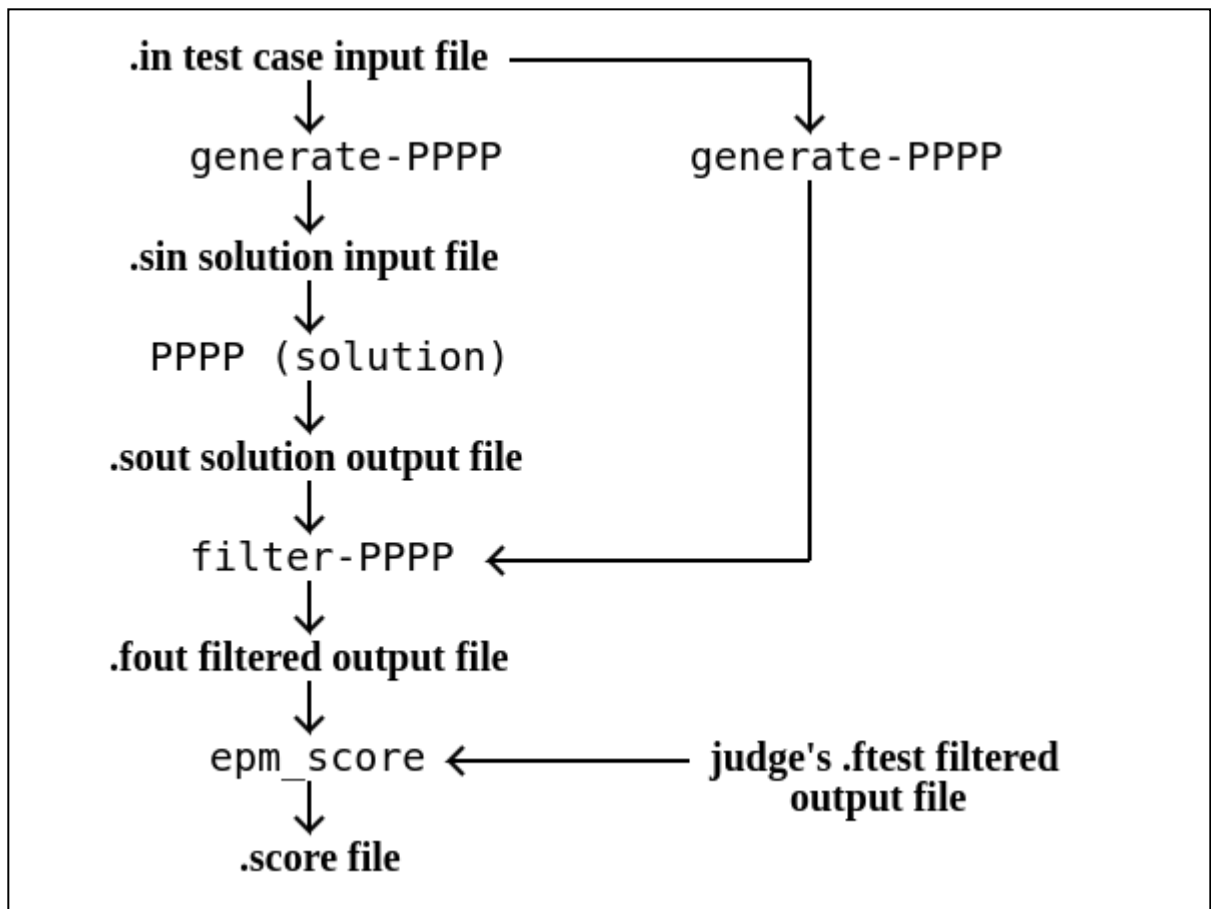 .in test case input file
generate-PPPP
generate-PPPP
.sin solution input file
PPPP (solution)
.sout solution output file
filter-PPPP
.fout filtered output file
epm_score
judge's .ftest filtered
output file
.score file